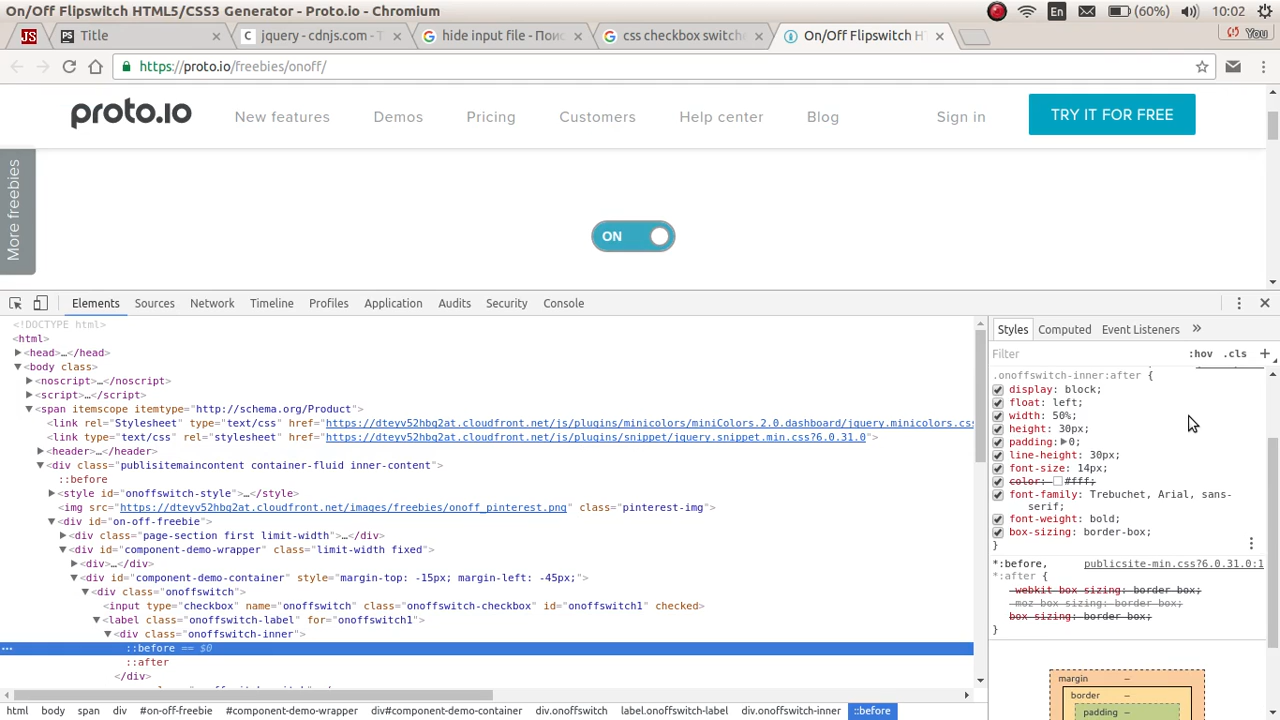 On/Off Flipswitch HTML5/CSS3 Generator - Proto.io - Chromium
En (60%) 10:02
JS Title jquery - cdnjs.com - T hide input file - Пои css checkbox switche On/Off Flipswitch HT You
https://proto.io/freebies/onoff/
proto.io New features Demos Pricing Customers Help center Blog Sign in TRY IT FOR FREE
More freebies
ON
Elements Sources Network Timeline Profiles Application Audits Security Console
<!DOCTYPE html>
<html>
<head>…</head>
<body class>
<noscript>…</noscript>
<script>…</script>
<span itemscope itemtype="http://schema.org/Product">
<link rel="Stylesheet" type="text/css" href="https://dteyv52hbq2at.cloudfront.net/js/plugins/minicolors/miniColors.2.0.dashboard/jquery.minicolors.css
<link type="text/css" rel="stylesheet" href="https://dteyv52hbq2at.cloudfront.net/js/plugins/snippet/jquery.snippet.min.css?6.0.31.0">
<header>…</header>
<div class="publisitemaincontent container-fluid inner-content">
::before
<style id="onoffswitch-style">…</style>
<img src="https://dteyv52hbq2at.cloudfront.net/images/freebies/onoff_pinterest.png" class="pinterest-img">
<div id="on-off-freebie">
<div class="page-section first limit-width">…</div>
<div id="component-demo-wrapper" class="limit-width fixed">
<div>…</div>
<div id="component-demo-container" style="margin-top: -15px; margin-left: -45px;">
<div class="onoffswitch">
<input type="checkbox" name="onoffswitch" class="onoffswitch-checkbox" id="onoffswitch1" checked>
<label class="onoffswitch-label" for="onoffswitch1">
<div class="onoffswitch-inner">
… ::before == $0
::after
</div>
html body span div #on-off-freebie #component-demo-wrapper div#component-demo-container div.onoffswitch label.onoffswitch-label div.onoffswitch-inner ::before
Styles Computed Event Listeners »
Filter :hov .cls +
.onoffswitch-inner:after {
display: block;
float: left;
width: 50%;
height: 30px;
padding: 0;
line-height: 30px;
font-size: 14px;
color: #fff;
font-family: Trebuchet, Arial, sans-
serif;
font-weight: bold;
box-sizing: border-box;
}
*:before, publicsite-min.css?6.0.31.0:1
*:after {
-webkit-box-sizing: border-box;
-moz-box-sizing: border-box;
box-sizing: border-box;
}
margin –
border –
padding –